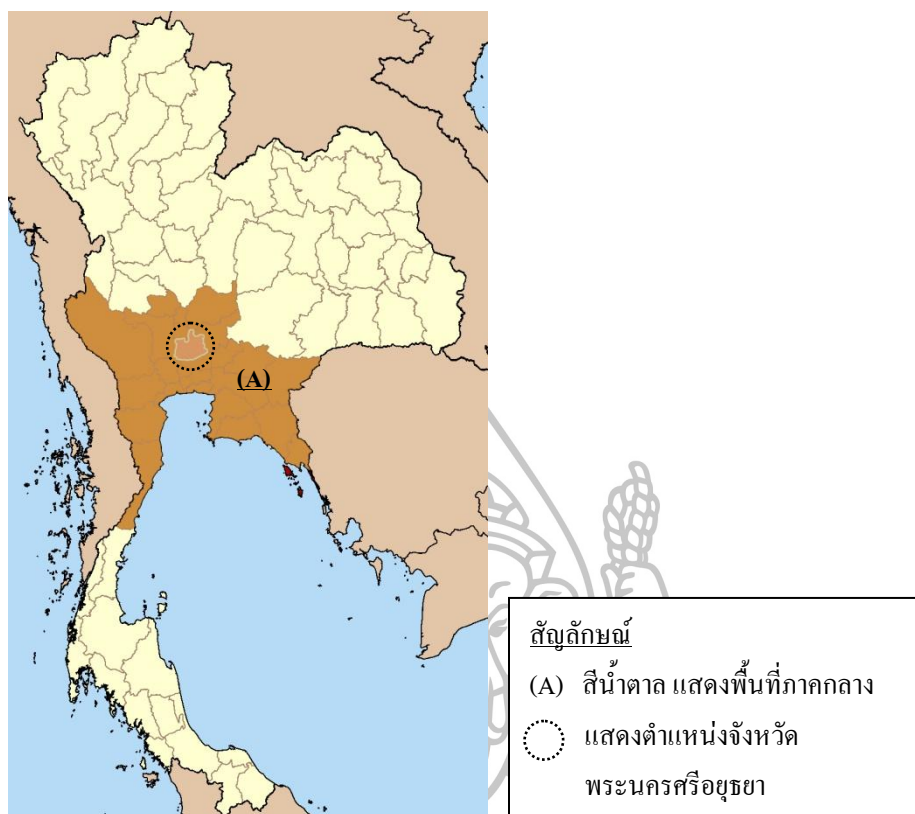 (A)
สัญลักษณ์
(A) สีน้ำตาล แสดงพื้นที่ภาคกลาง
แสดงตำแหน่งจังหวัด
พระนครศรีอยุธยา